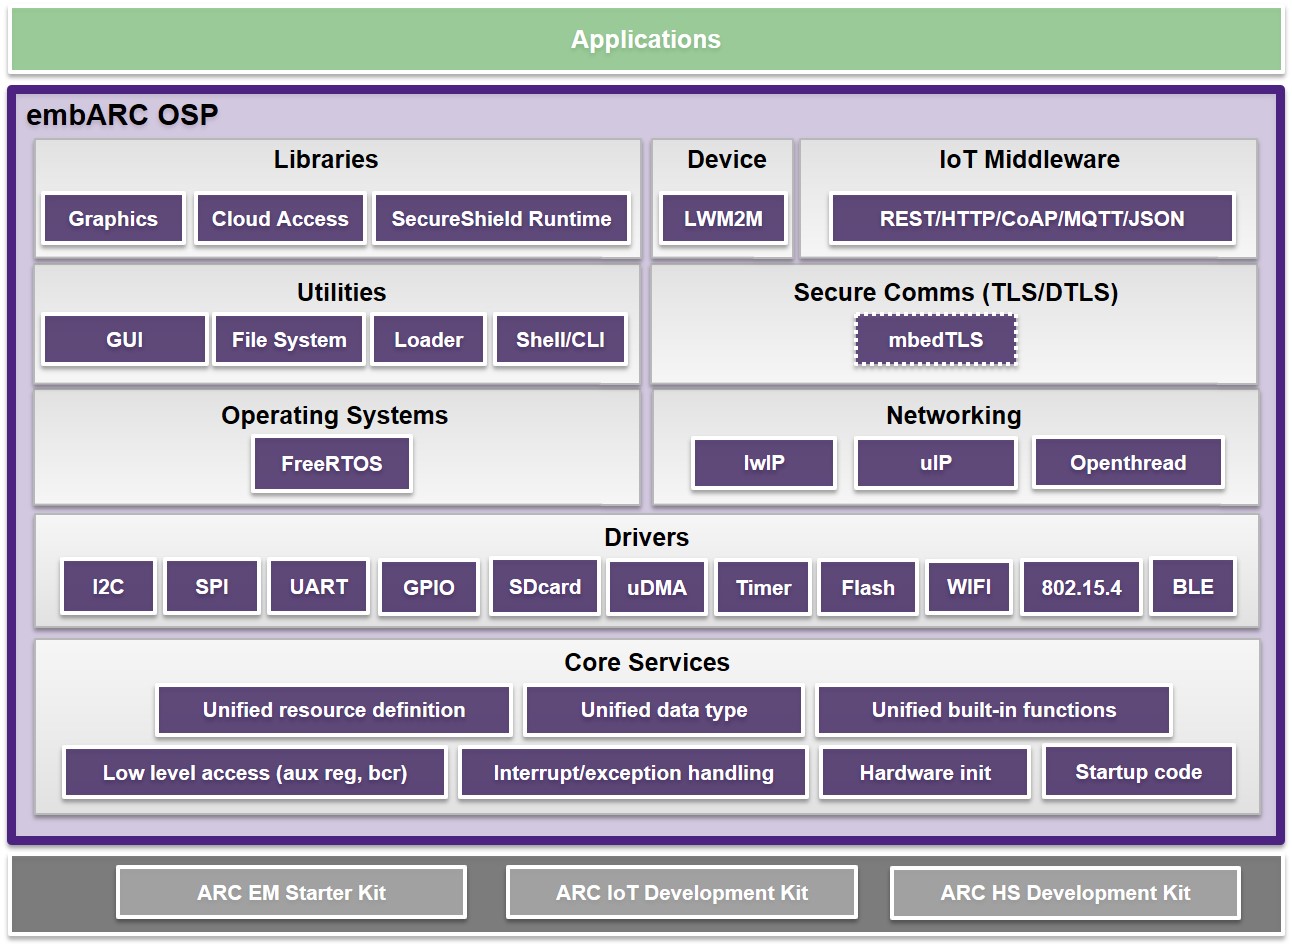 Applications
embARC OSP
Libraries
Graphics
Cloud Access
SecureShield Runtime
Device
LWM2M
IoT Middleware
REST/HTTP/CoAP/MQTT/JSON
Utilities
GUI
File System
Loader
Shell/CLI
Secure Comms (TLS/DTLS)
mbedTLS
Operating Systems
FreeRTOS
Networking
lwIP
uIP
Openthread
Drivers
I2C
SPI
UART
GPIO
SDcard
uDMA
Timer
Flash
WIFI
802.15.4
BLE
Core Services
Unified resource definition
Unified data type
Unified built-in functions
Low level access (aux reg, bcr)
Interrupt/exception handling
Hardware init
Startup code
ARC EM Starter Kit
ARC IoT Development Kit
ARC HS Development Kit